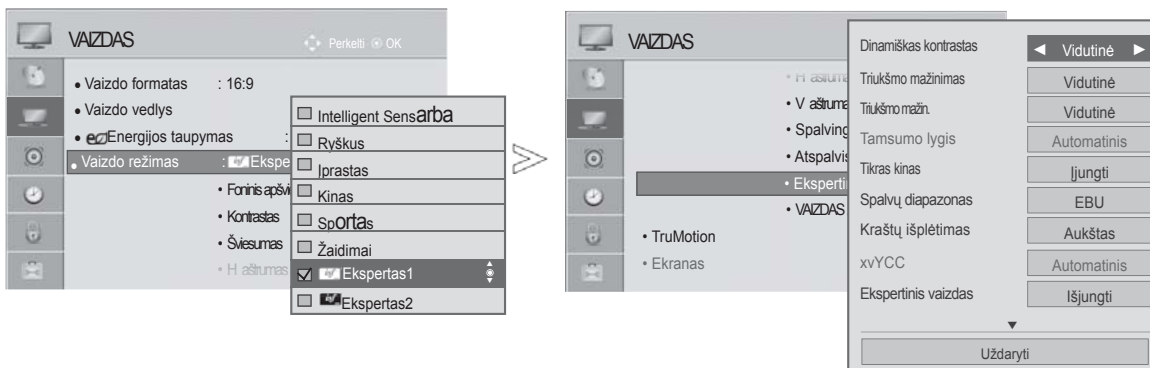 VAIZDAS
Perkelti OK
• Vaizdo formatas : 16:9
• Vaizdo vedlys
• Energijos taupymas :
• Vaizdo režimas : Ekspe
• Foninis apšvi
• Kontrastas
• Šviesumas
• H aštrumas
Intelligent Sensarba
Ryškus
Įprastas
Kinas
Sportas
Žaidimai
Ekspertas1
Ekspertas2
VAIZDAS
• H aštruma
• V aštruma
• Spalving
• Atspalvis
• Eksperti
• VAIZDAS
• TruMotion
• Ekranas
Dinamiškas kontrastas ◄ Vidutinė ►
Triukšmo mažinimas Vidutinė
Triukšmo mažin. Vidutinė
Tamsumo lygis Automatinis
Tikras kinas Įjungti
Spalvų diapazonas EBU
Kraštų išplėtimas Aukštas
xvYCC Automatinis
Ekspertinis vaizdas Išjungti
▼
Uždaryti